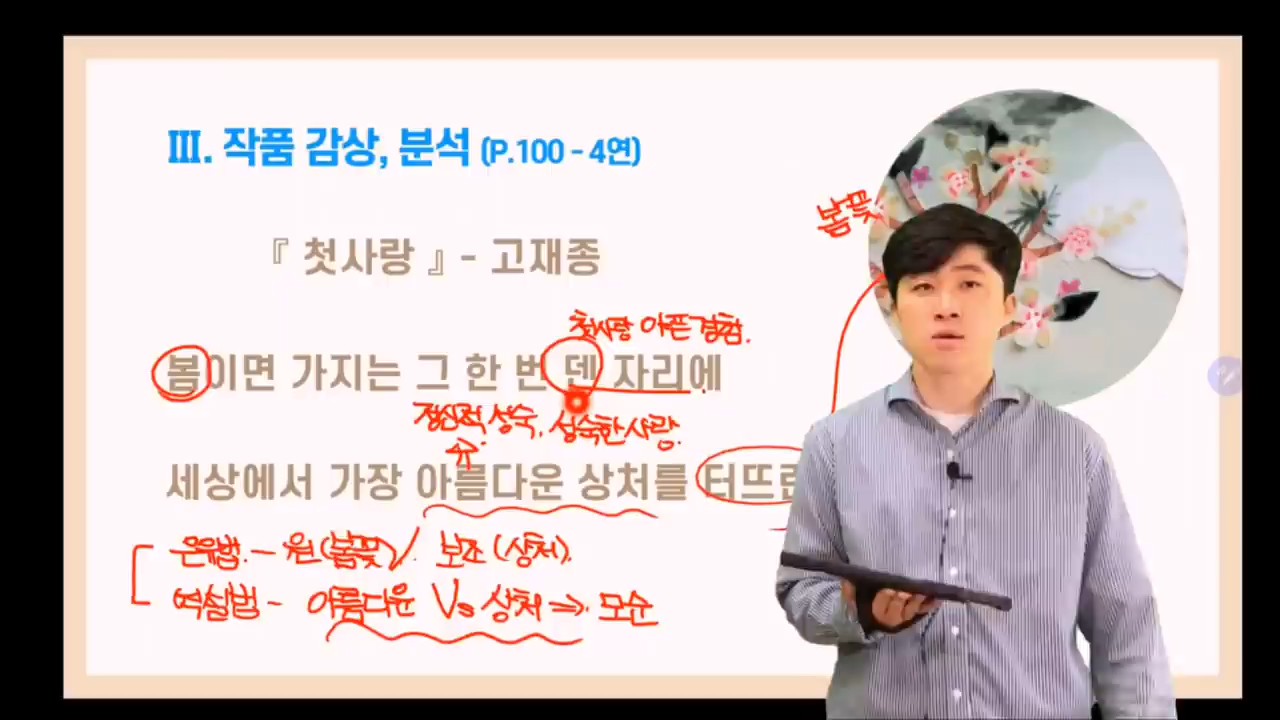 Ⅲ. 작품 감상, 분석 (P.100 - 4연)
『 첫사랑 』 - 고재종
봄꽃
첫사랑 아픈 경험.
봄이면 가지는 그 한 번 덴 자리에
정신적 성숙. 성숙한 사랑.
세상에서 가장 아름다운 상처를 터뜨린
은유법. - 원(봄꽃)/. 보조(상처).
역설법 - 아름다운 Vs 상처 ⇒ 모순